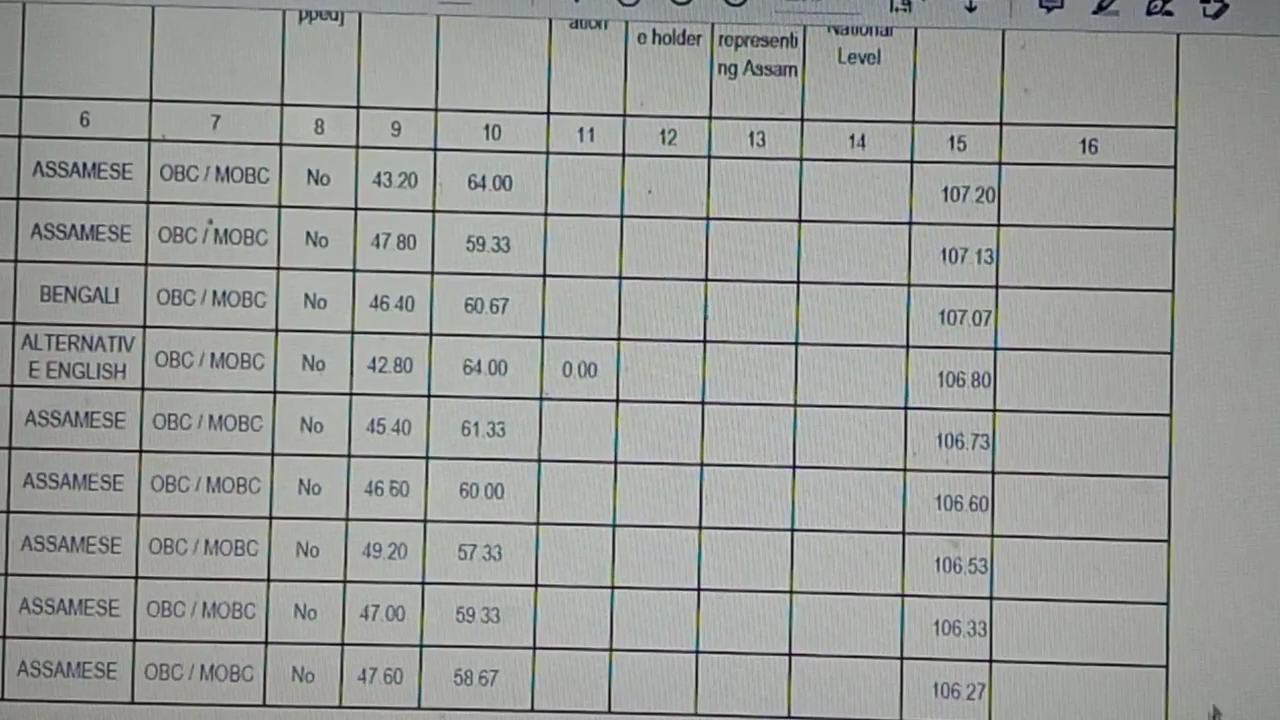 e holder representi National
ng Assam Level
6 7 8 9 10 11 12 13 14 15 16
ASSAMESE OBC / MOBC No 43.20 64.00 107.20
ASSAMESE OBC / MOBC No 47.80 59.33 107.13
BENGALI OBC / MOBC No 46.40 60.67 107.07
ALTERNATIV
E ENGLISH OBC / MOBC No 42.80 64.00 0.00 106.80
ASSAMESE OBC / MOBC No 45.40 61.33 106.73
ASSAMESE OBC / MOBC No 46.60 60.00 106.60
ASSAMESE OBC / MOBC No 49.20 57.33 106.53
ASSAMESE OBC / MOBC No 47.00 59.33 106.33
ASSAMESE OBC / MOBC No 47.60 58.67 106.27